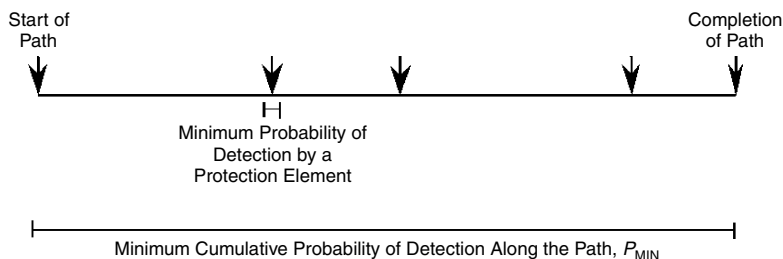 Start of
Path
Completion
of Path
Minimum Probability of
Detection by a
Protection Element
Minimum Cumulative Probability of Detection Along the Path, P_MIN